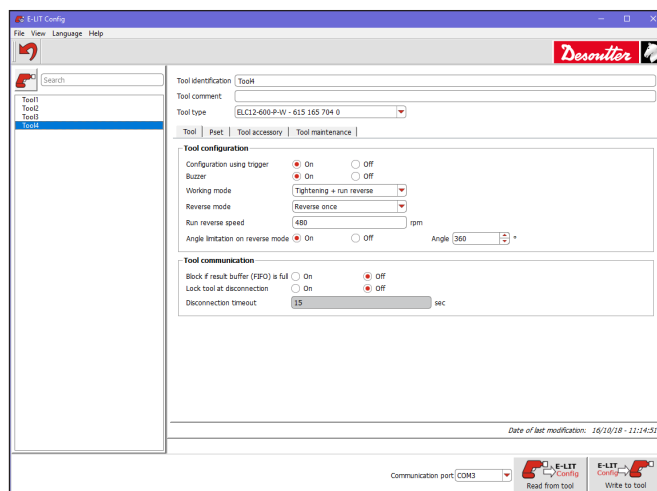 E-LIT Config
File View Language Help
Desoutter
Search
Tool1
Tool2
Tool3
Tool4
Tool identification Tool4
Tool comment
Tool type ELC12-600-P-W - 615 165 704 0
Tool Pset Tool accessory Tool maintenance
Tool configuration
Configuration using trigger On Off
Buzzer On Off
Working mode Tightening + run reverse
Reverse mode Reverse once
Run reverse speed 480 rpm
Angle limitation on reverse mode On Off Angle 360 °
Tool communication
Block if result buffer (FIFO) is full On Off
Lock tool at disconnection On Off
Disconnection timeout 15 sec
Date of last modification: 16/10/18 - 11:14:51
Communication port COM3
E-LIT
Config
Read from tool
E-LIT
Config
Write to tool